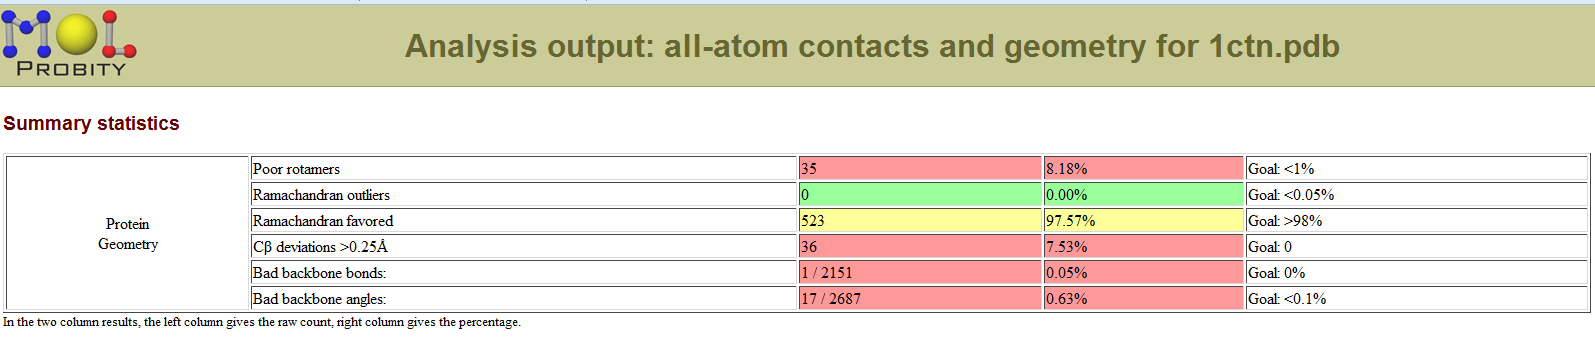 MOL
PROBITY
Analysis output: all-atom contacts and geometry for 1ctn.pdb
Summary statistics
Protein
Geometry
Poor rotamers 35 8.18% Goal: <1%
Ramachandran outliers 0 0.00% Goal: <0.05%
Ramachandran favored 523 97.57% Goal: >98%
Cβ deviations >0.25Å 36 7.53% Goal: 0
Bad backbone bonds: 1 / 2151 0.05% Goal: 0%
Bad backbone angles: 17 / 2687 0.63% Goal: <0.1%
In the two column results, the left column gives the raw count, right column gives the percentage.